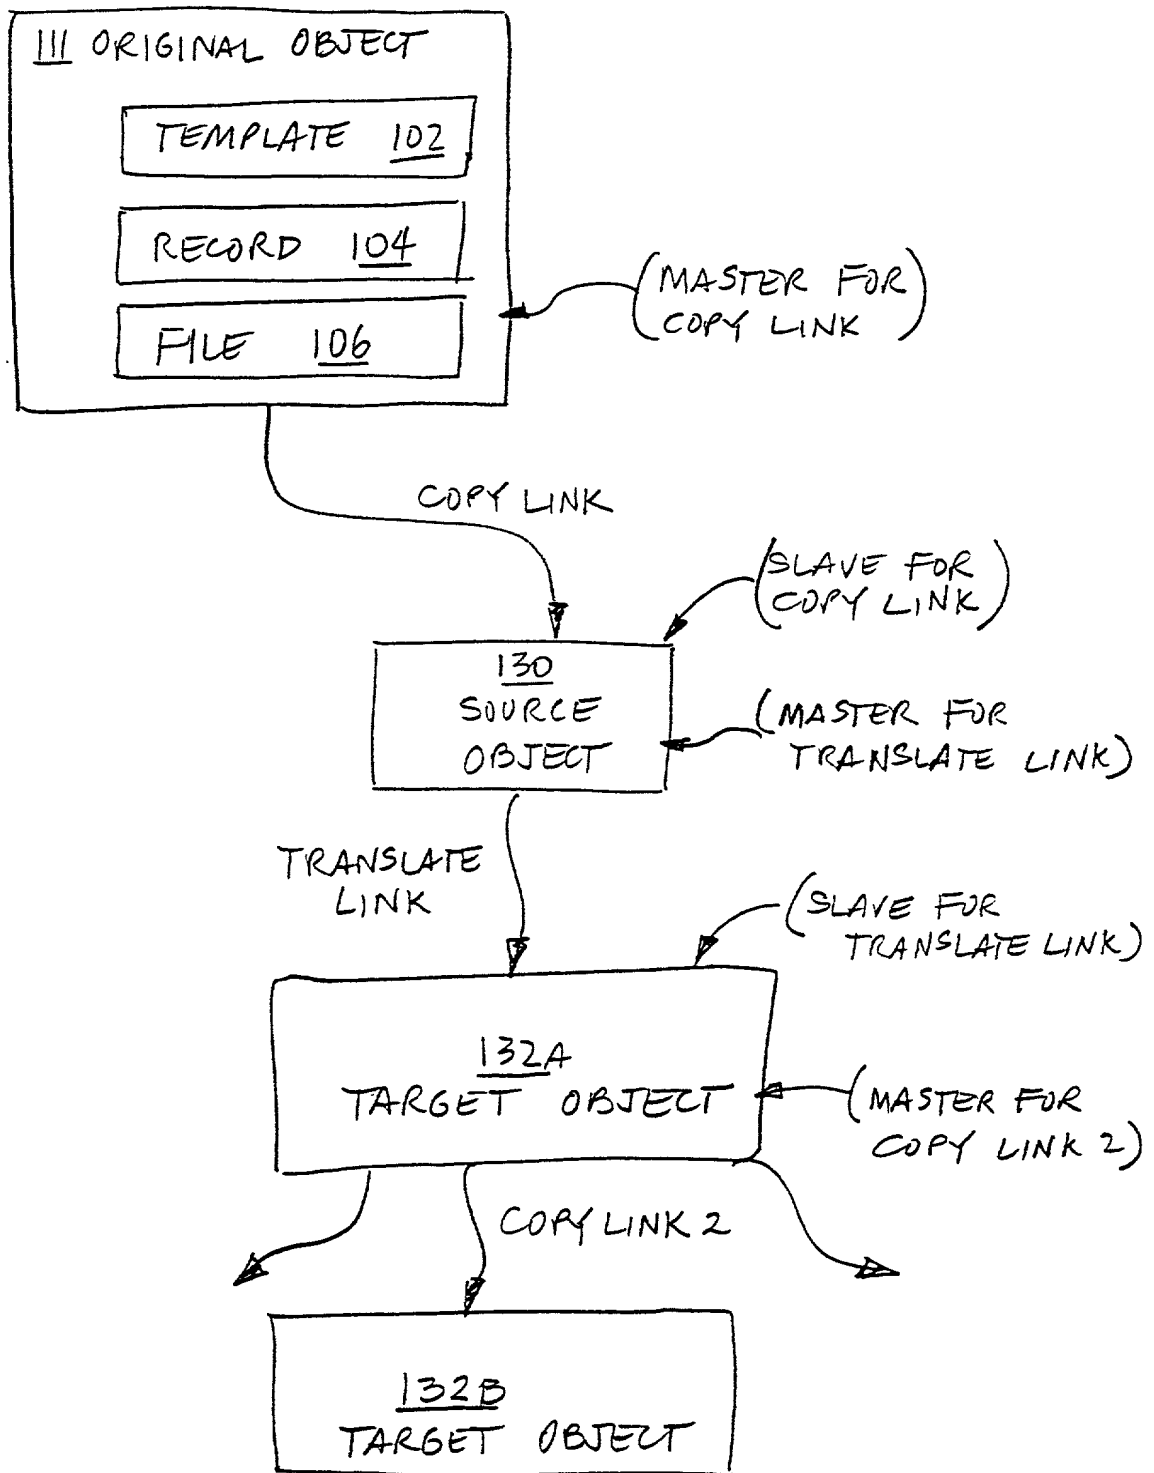 111 ORIGINAL OBJECT
TEMPLATE 102
RECORD 104
FILE 106
(MASTER FOR
COPY LINK)
COPY LINK
(SLAVE FOR
COPY LINK)
130
SOURCE
OBJECT
(MASTER FOR
TRANSLATE LINK)
TRANSLATE
LINK
(SLAVE FOR
TRANSLATE LINK)
132A
TARGET OBJECT
(MASTER FOR
COPY LINK 2)
COPY LINK 2
132B
TARGET OBJECT